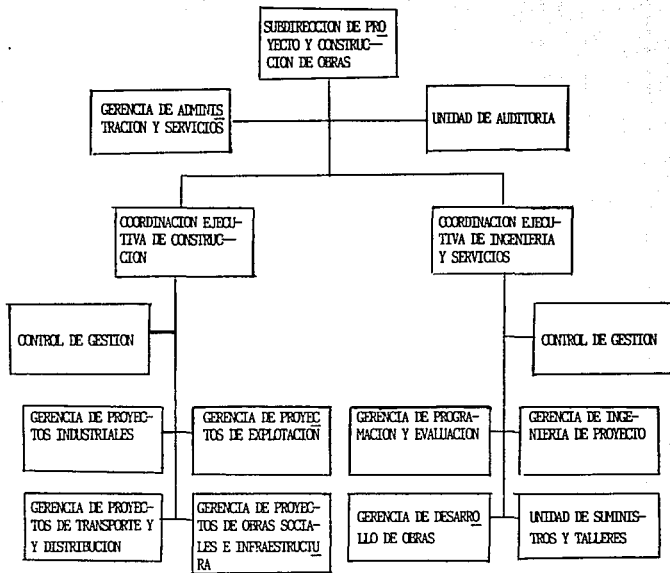 SUBDIRECCION DE PRO
YECTO Y CONSTRUC-
CION DE OBRAS
GERENCIA DE ADMINIS
TRACION Y SERVICIOS
UNIDAD DE AUDITORIA
COORDINACION EJECU-
TIVA DE CONSTRUC-
CION
COORDINACION EJECU-
TIVA DE INGENIERIA
Y SERVICIOS
CONTROL DE GESTION
CONTROL DE GESTION
GERENCIA DE PROYEC-
TOS INDUSTRIALES
GERENCIA DE PROYEC
TOS DE EXPLOTACION
GERENCIA DE PROGRA-
MACION Y EVALUACION
GERENCIA DE INGE-
NIERIA DE PROYECTO
GERENCIA DE PROYEC-
TOS DE TRANSPORTE Y
Y DISTRIBUCION
GERENCIA DE PROYEC-
TOS DE OBRAS SOCIA-
LES E INFRAESTRUCTU
RA
GERENCIA DE DESARRO
LLO DE OBRAS
UNIDAD DE SUMINIS-
TROS Y TALLERES